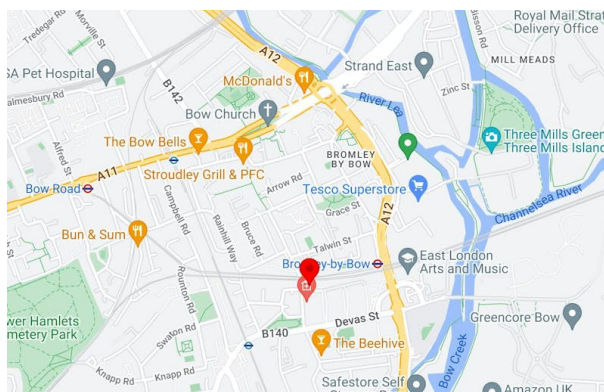 Tredegar Rd
Morville St
A12
Royal Mail Strat
Delivery Office
Bisson Rd
MILL MEADS
SA Pet Hospital
B142
McDonald's
Strand East
almesbury Rd
Bow Church
River Lea
Zinc St
Alfred St
The Bow Bells
Three Mills Green
Three Mills Island
A11
Stroudley Grill & PFC
BROMLEY
BY BOW
Bow Road
Arrow Rd
Tesco Superstore
Campbell Rd
Grace St
A12
Channelsea River
Bun & Sum
Rainhill Way
Bruce Rd
Talwin St
Bromley-by-Bow
East London
Arts and Music
Rounton Rd
ower Hamlets
emetery Park
Swaton Rd
B140
Devas St
Greencore Bow
The Beehive
Knapp Rd
Knapp Rd
Bow Creek
Safestore Self
Amazon UK